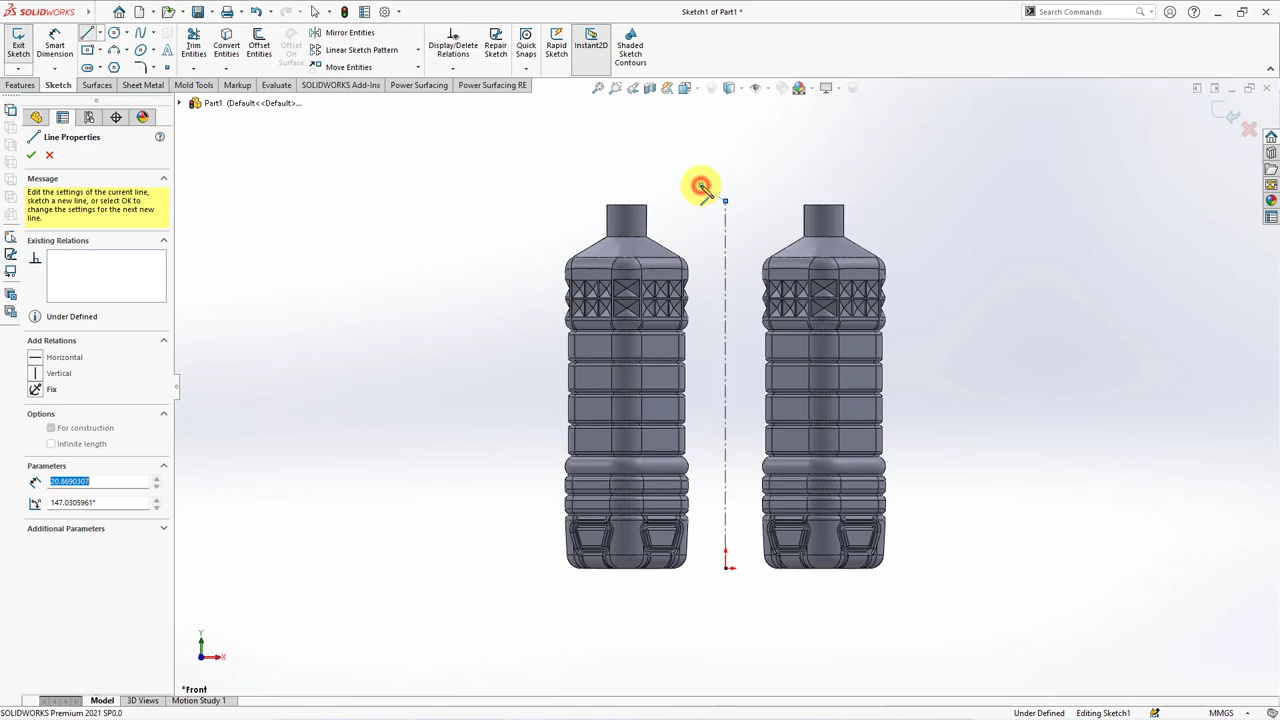 SOLIDWORKS
Sketch1 of Part1 *
Search Commands
?
Exit Sketch
Smart Dimension
Trim Entities
Convert Entities
Offset Entities
Offset On Surface
Mirror Entities
Linear Sketch Pattern
Move Entities
Display/Delete Relations
Repair Sketch
Quick Snaps
Rapid Sketch
Instant2D
Shaded Sketch Contours
Features Sketch Surfaces Sheet Metal Mold Tools Markup Evaluate SOLIDWORKS Add-Ins Power Surfacing Power Surfacing RE
Part1 (Default<<Default>...
Line Properties
?
Message
Edit the settings of the current line,
sketch a new line, or select OK to
change the settings for the next new
line.
Existing Relations
Under Defined
Add Relations
Horizontal
Vertical
Fix
Options
For construction
Infinite length
Parameters
20.8690307
147.0305961°
Additional Parameters
Y
X
*Front
Model 3D Views Motion Study 1
SOLIDWORKS Premium 2021 SP0.0
Under Defined Editing Sketch1 MMGS